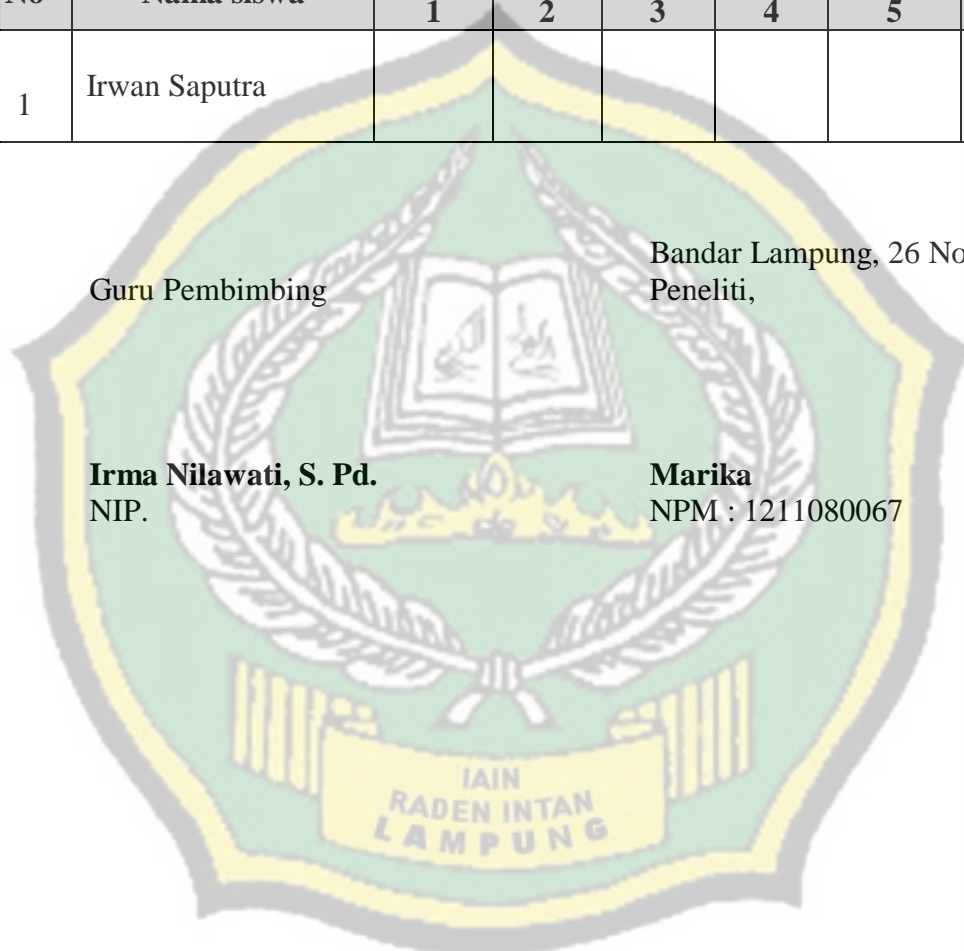 No Nama siswa
1 2 3 4 5
1 Irwan Saputra
Bandar Lampung, 26
Guru Pembimbing Peneliti,
Irma Nilawati, S. Pd. Marika
NIP. NPM : 1211080067
IAIN
RADEN INTAN
LAMPUNG